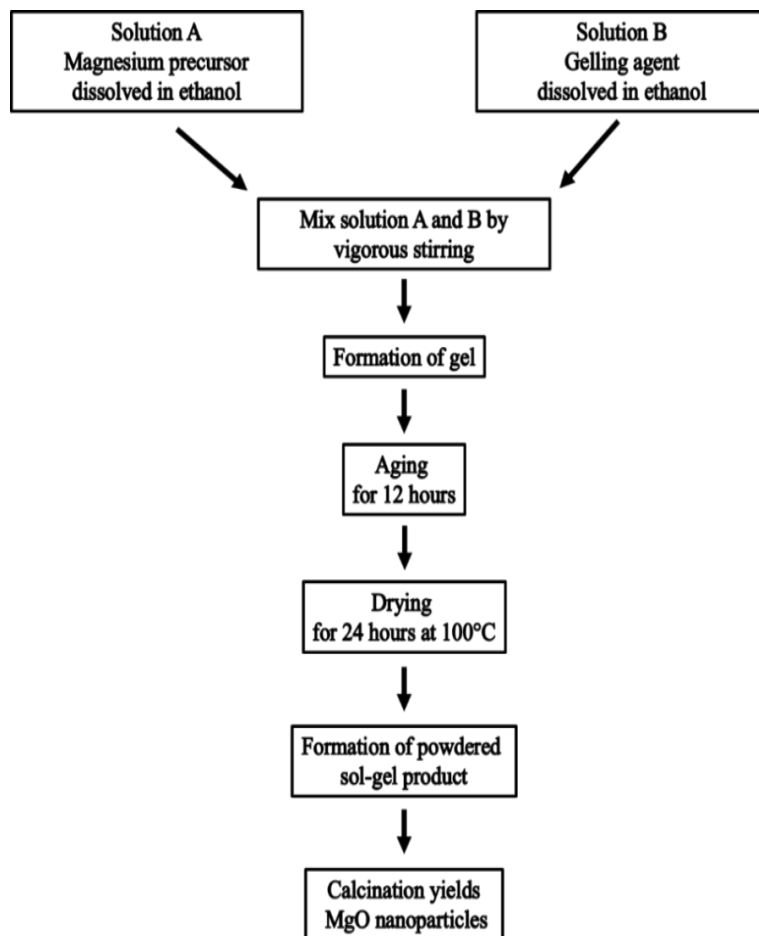 Solution A
Magnesium precursor
dissolved in ethanol
Solution B
Gelling agent
dissolved in ethanol
Mix solution A and B by
vigorous stirring
Formation of gel
Aging
for 12 hours
Drying
for 24 hours at 100°C
Formation of powdered
sol-gel product
Calcination yields
MgO nanoparticles